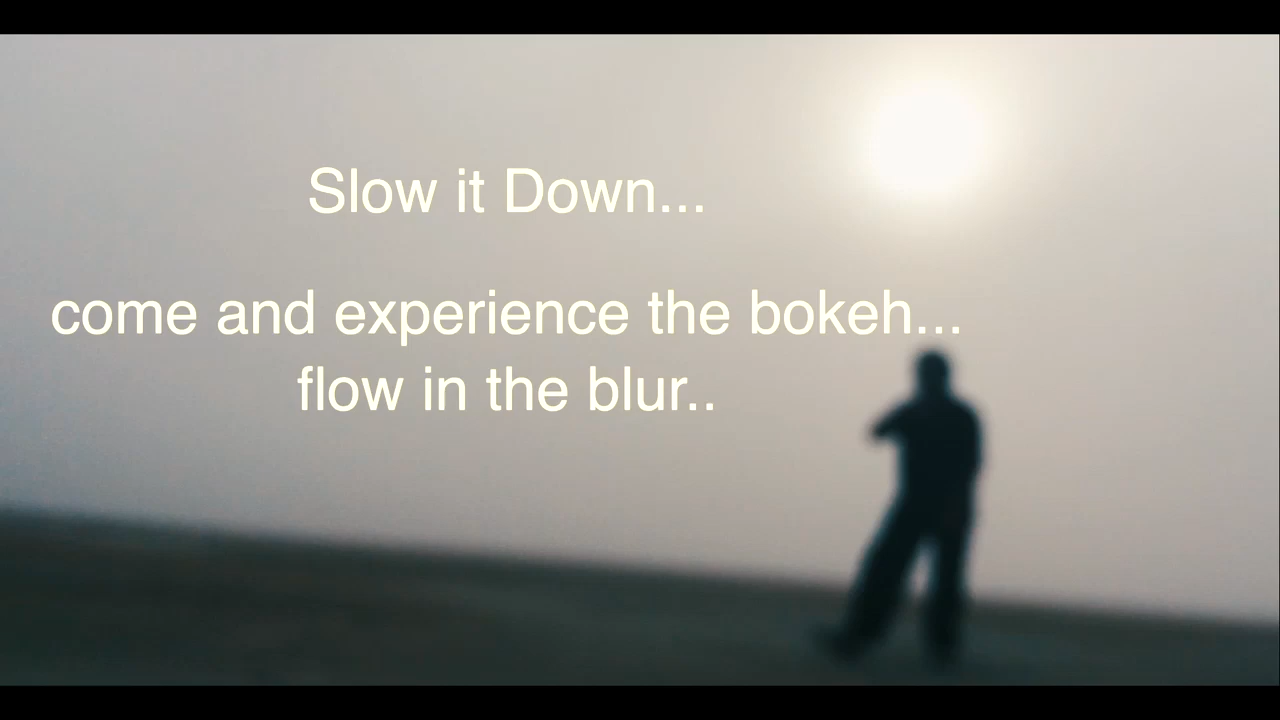 Slow it Down...
come and experience the bokeh...
flow in the blur..